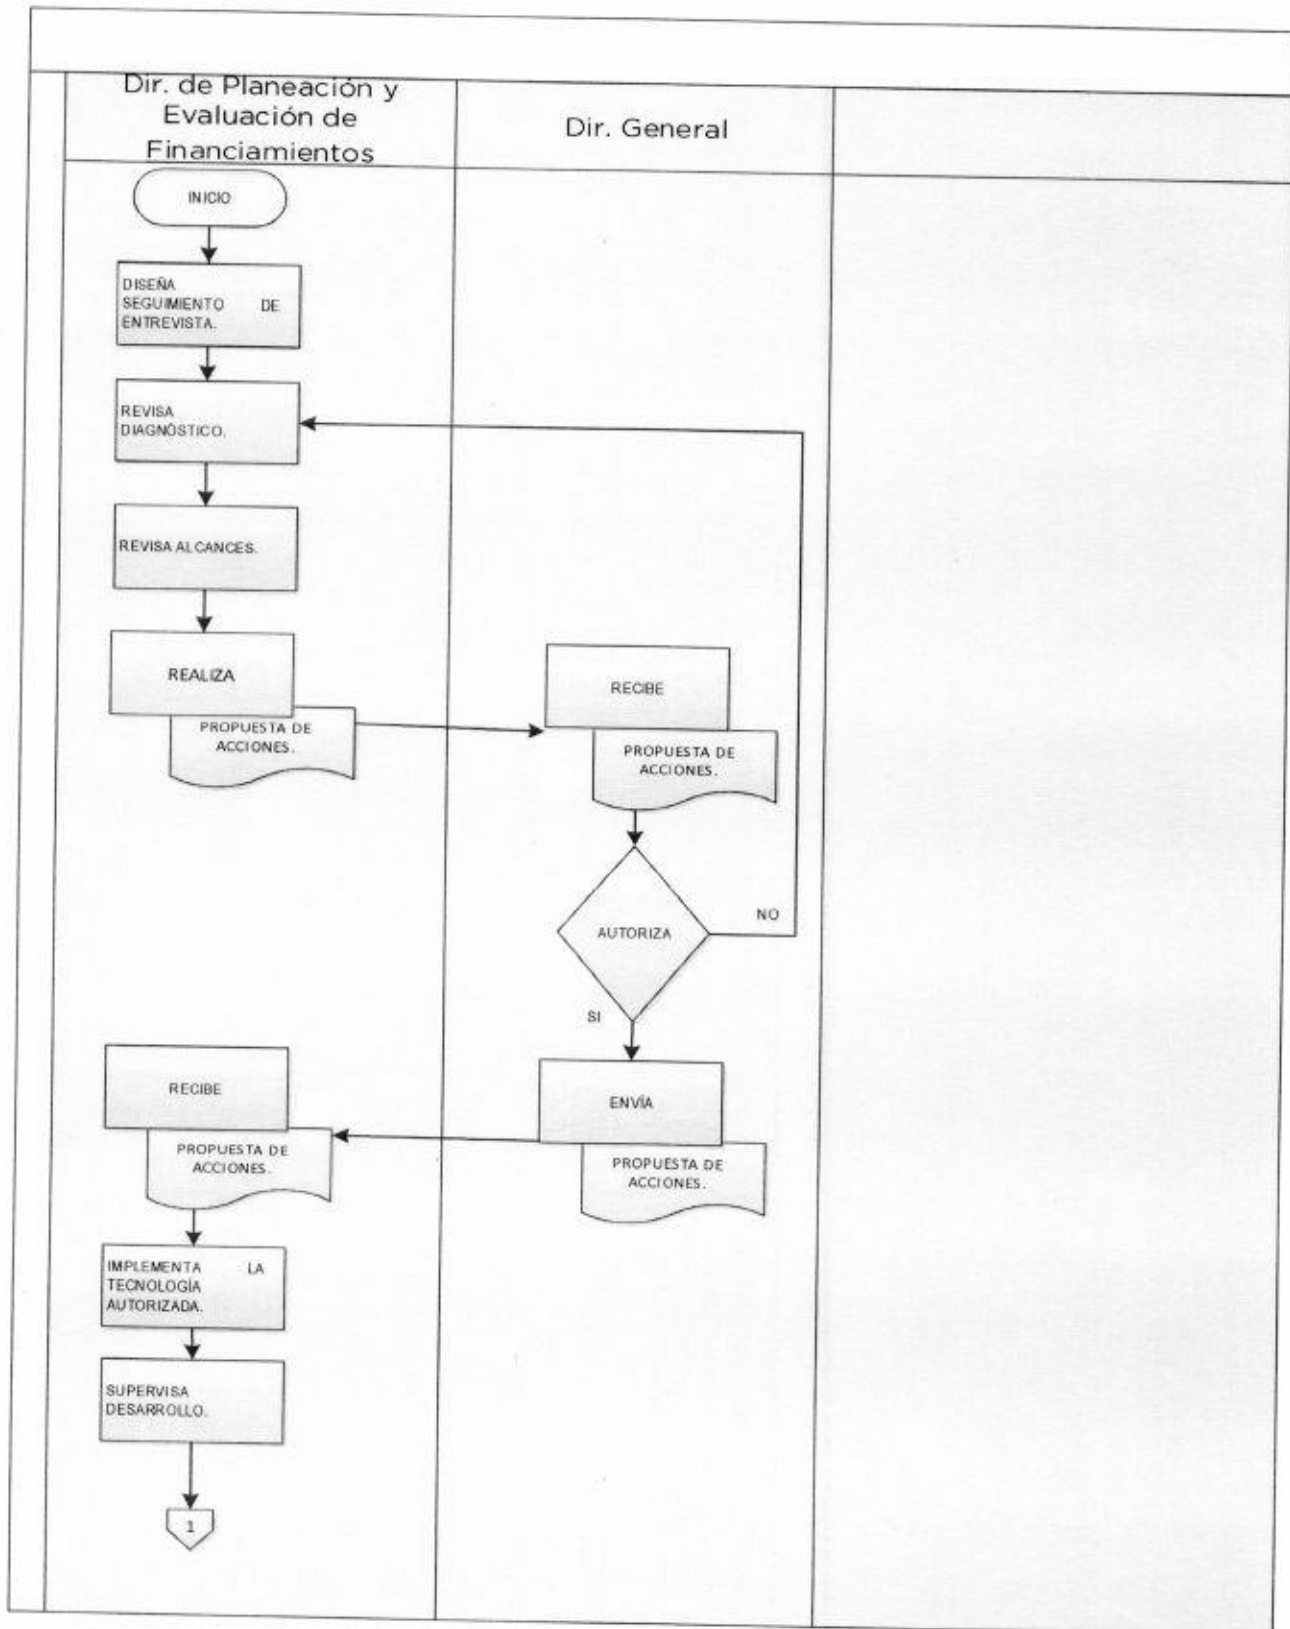 Dir. de Planeación y
Evaluación de
Financiamientos
Dir. General
INICIO
DISEÑA
SEGUIMIENTO DE
ENTREVISTA.
REVISA
DIAGNÓSTICO.
REVISA ALCANCES.
REALIZA
PROPUESTA DE
ACCIONES.
RECIBE
PROPUESTA DE
ACCIONES.
AUTORIZA
NO
SI
ENVÍA
PROPUESTA DE
ACCIONES.
RECIBE
PROPUESTA DE
ACCIONES.
IMPLEMENTA LA
TECNOLOGÍA
AUTORIZADA.
SUPERVISA
DESARROLLO.
1